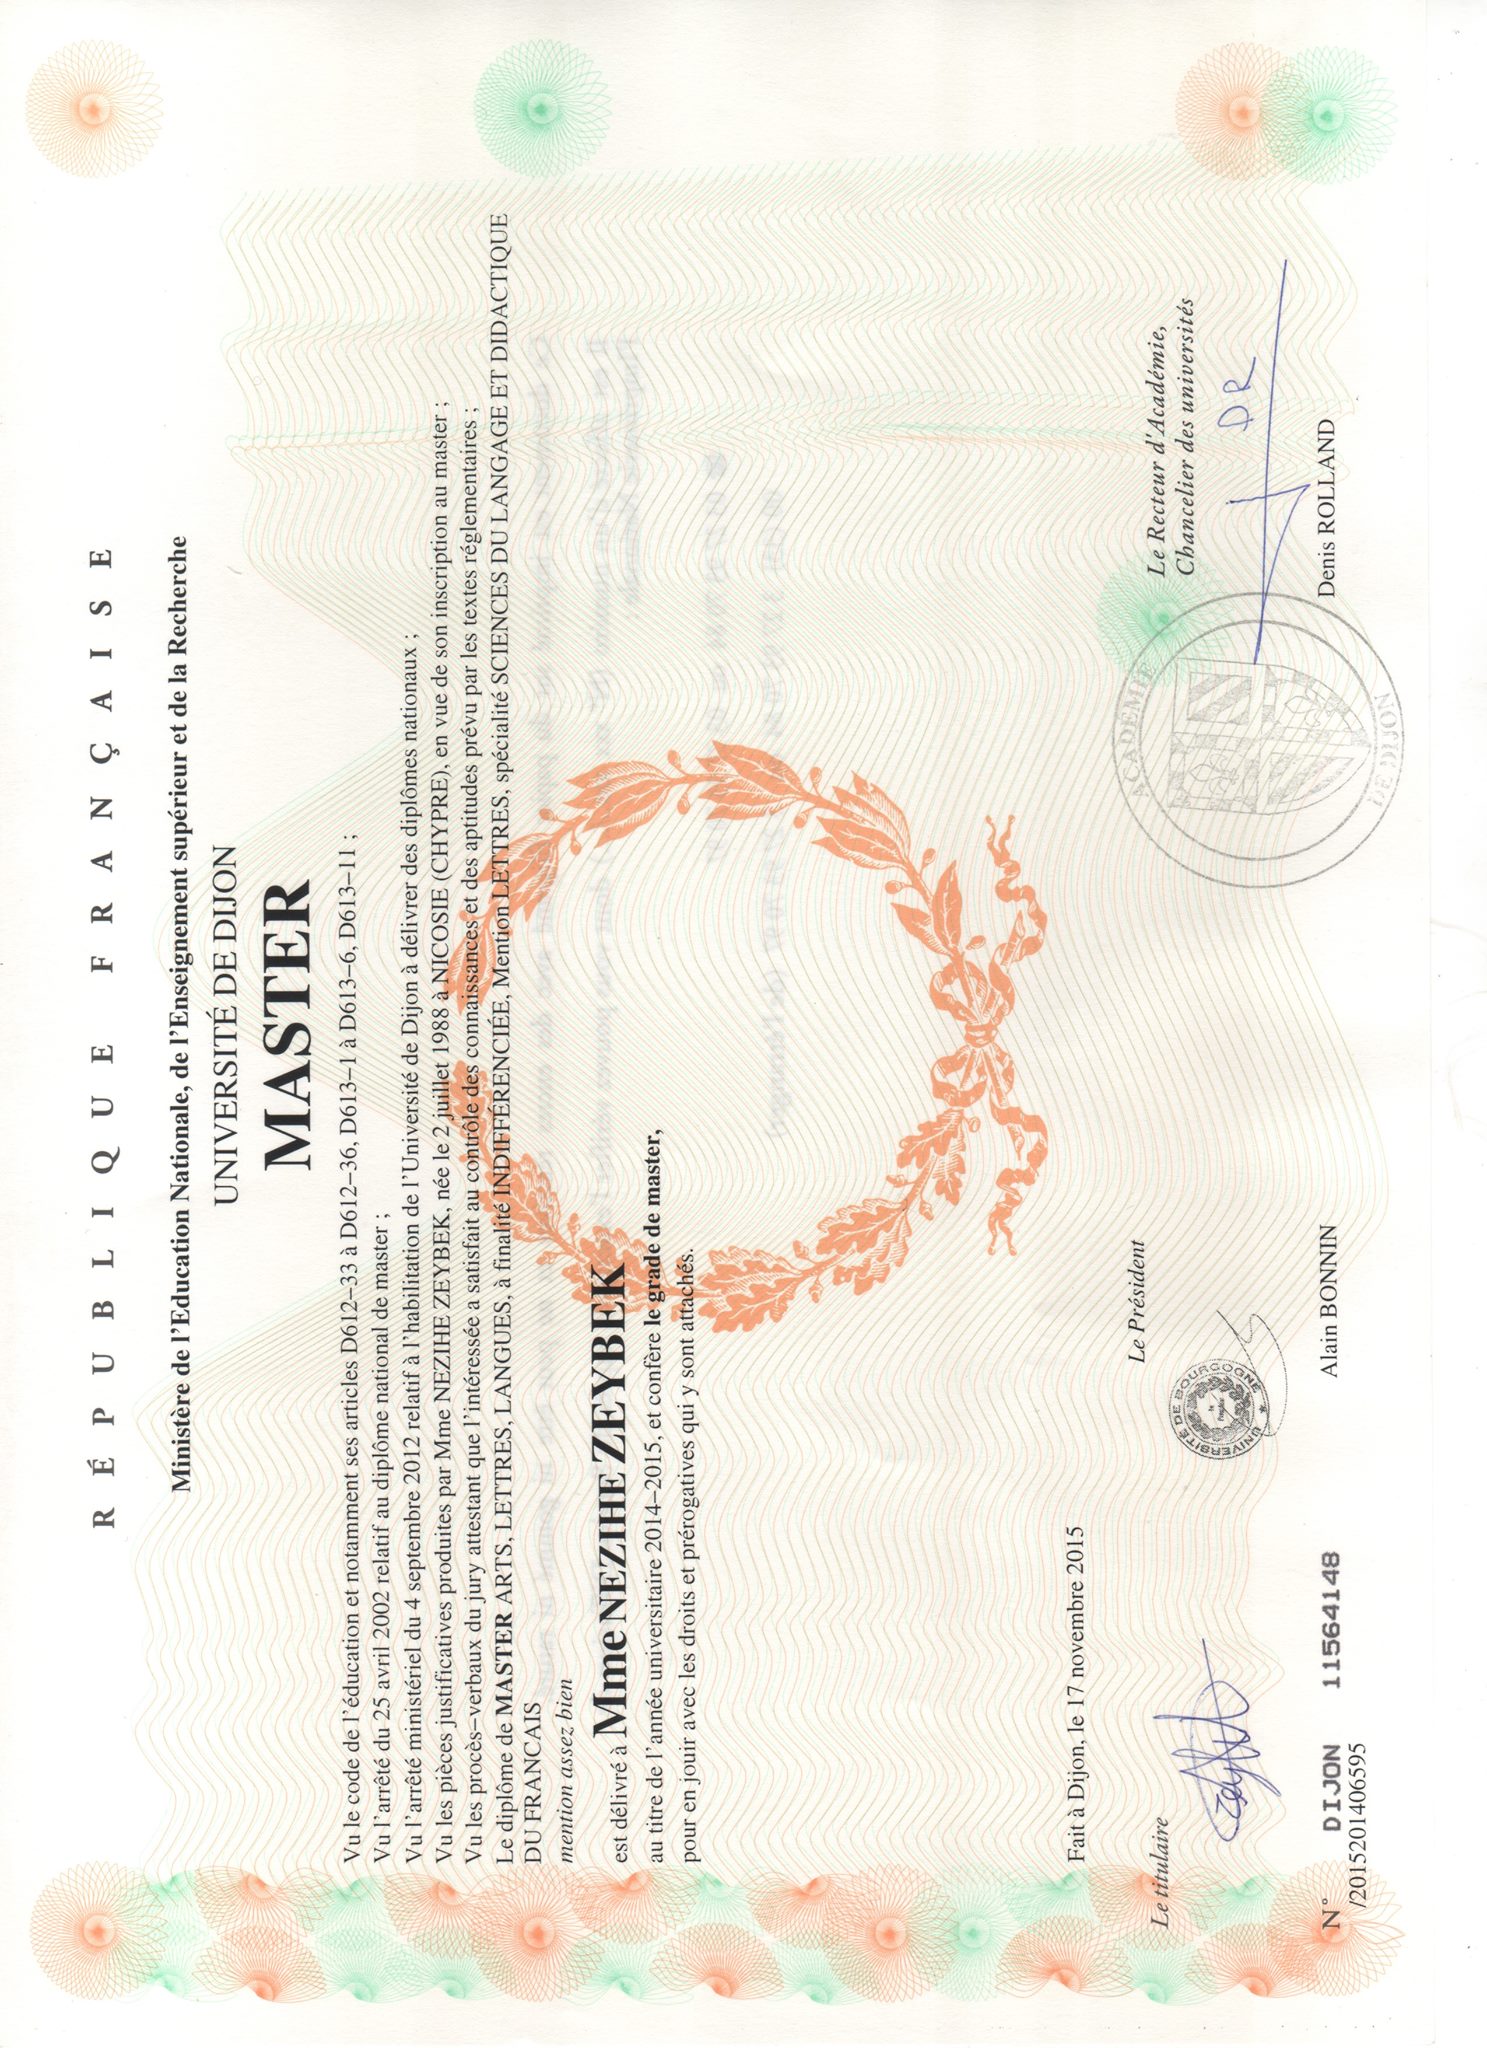 RÉPUBLIQUE FRANÇAISE
Ministère de l'Education Nationale, de l'Enseignement supérieur et de la Recherche
UNIVERSITÉ DE DIJON
MASTER
Vu le code de l'éducation et notamment ses articles D612–33 à D612–36, D613–1 à D613–6, D613–11 ;
Vu l'arrêté du 25 avril 2002 relatif au diplôme national de master ;
Vu l'arrêté ministériel du 4 septembre 2012 relatif à l'habilitation de l'Université de Dijon à délivrer des diplômes nationaux ;
Vu les pièces justificatives produites par Mme NEZIHE ZEYBEK, née le 2 juillet 1988 à NICOSIE (CHYPRE), en vue de son inscription au master ;
Vu les procès–verbaux du jury attestant que l'intéressée a satisfait au contrôle des connaissances et des aptitudes prévu par les textes réglementaires ;
Le diplôme de MASTER ARTS, LETTRES, LANGUES, à finalité INDIFFÉRENCIÉE, Mention LETTRES, spécialité SCIENCES DU LANGAGE ET DIDACTIQUE
DU FRANCAIS
mention assez bien
est délivré à Mme NEZIHE ZEYBEK
au titre de l'année universitaire 2014–2015, et confère le grade de master,
pour en jouir avec les droits et prérogatives qui y sont attachés.
Fait à Dijon, le 17 novembre 2015
Le titulaire
Le Président
UNIVERSITÉ DE BOURGOGNE
ACADEMIE
DE DIJON
Le Recteur d'Académie,
Chancelier des universités
DR
N° DIJON 11564148
/2015201406595
Alain BONNIN
Denis ROLLAND